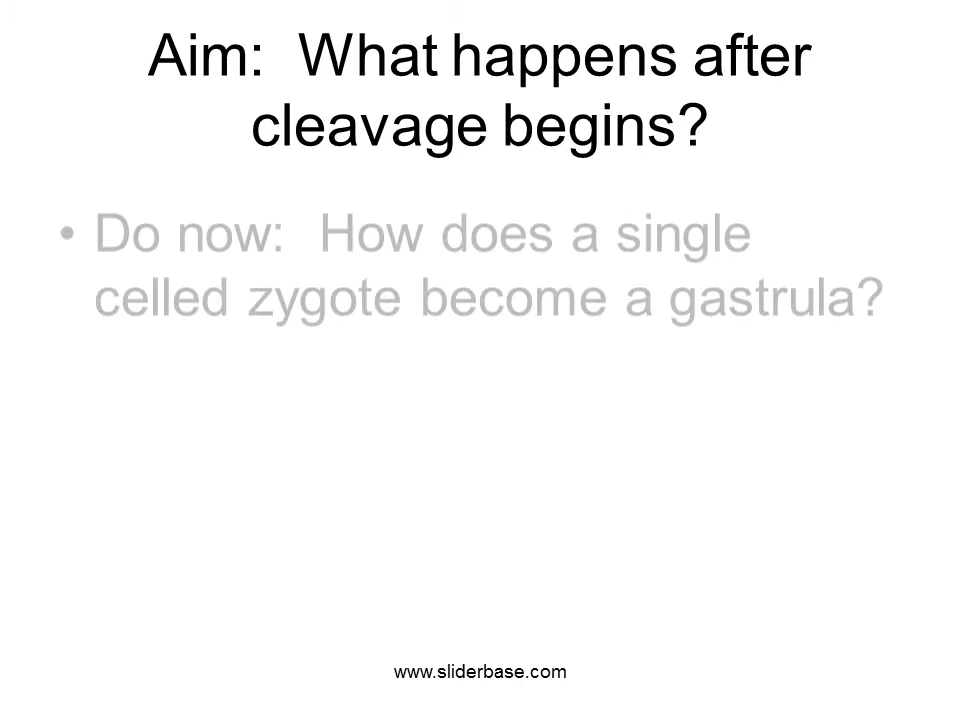 Aim:  What happens after
cleavage begins?
• Do now:  How does a single
celled zygote become a gastrula?
www.sliderbase.com